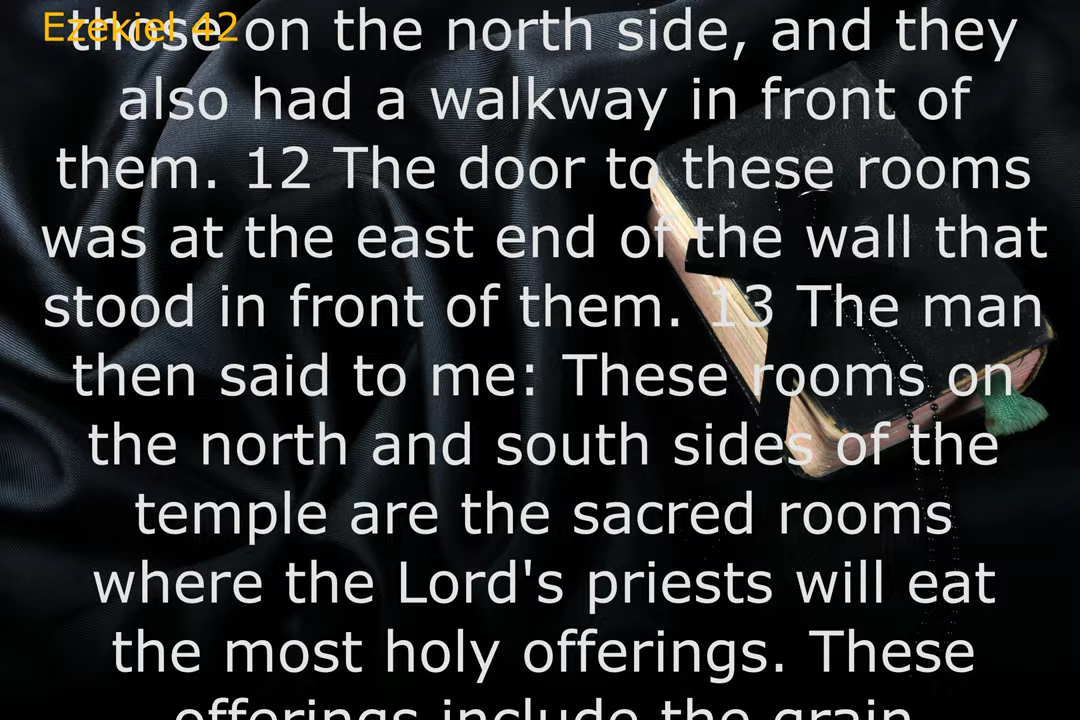 Ezekiel 42
those on the north side, and they
also had a walkway in front of
them. 12 The door to these rooms
was at the east end of the wall that
stood in front of them. 13 The man
then said to me: These rooms on
the north and south sides of the
temple are the sacred rooms
where the Lord's priests will eat
the most holy offerings. These
offerings include the grain